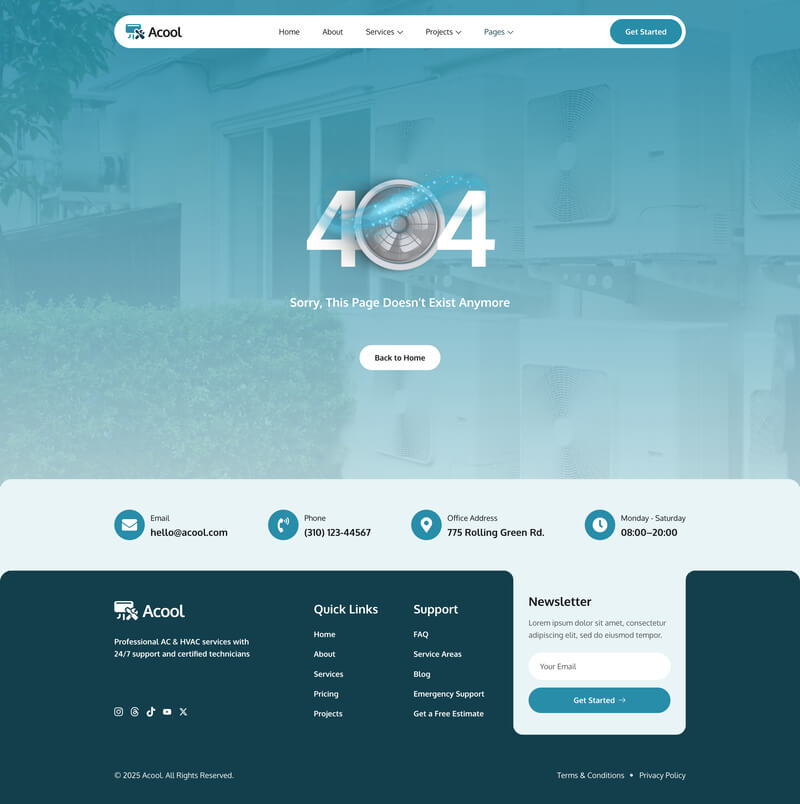 Acool
Home
About
Services
Projects
Pages
Get Started
404
Sorry, This Page Doesn't Exist Anymore
Back to Home
Email
hello@acool.com
Phone
(310) 123-44567
Office Address
775 Rolling Green Rd.
Monday - Saturday
08:00–20:00
Acool
Professional AC & HVAC services with
24/7 support and certified technicians
Quick Links
Home
About
Services
Pricing
Projects
Support
FAQ
Service Areas
Blog
Emergency Support
Get a Free Estimate
Newsletter
Lorem ipsum dolor sit amet, consectetur
adipiscing elit, sed do eiusmod tempor.
Your Email
Get Started
© 2025 Acool. All Rights Reserved.
Terms & Conditions • Privacy Policy